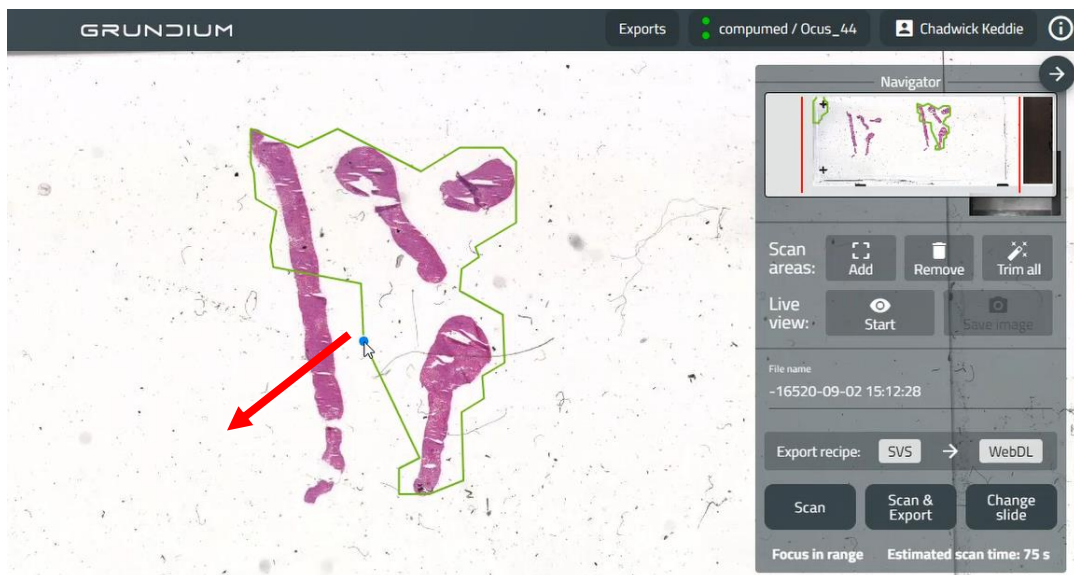 GRUNDIUM
Exports
compumed / Ocus_44
Chadwick Keddie
Navigator
Scan
areas:
Add
Remove
Trim all
Live
view:
Start
Save image
File name
-16520-09-02 15:12:28
Export recipe:
SVS
WebDL
Scan
Scan &
Export
Change
slide
Focus in range
Estimated scan time: 75 s